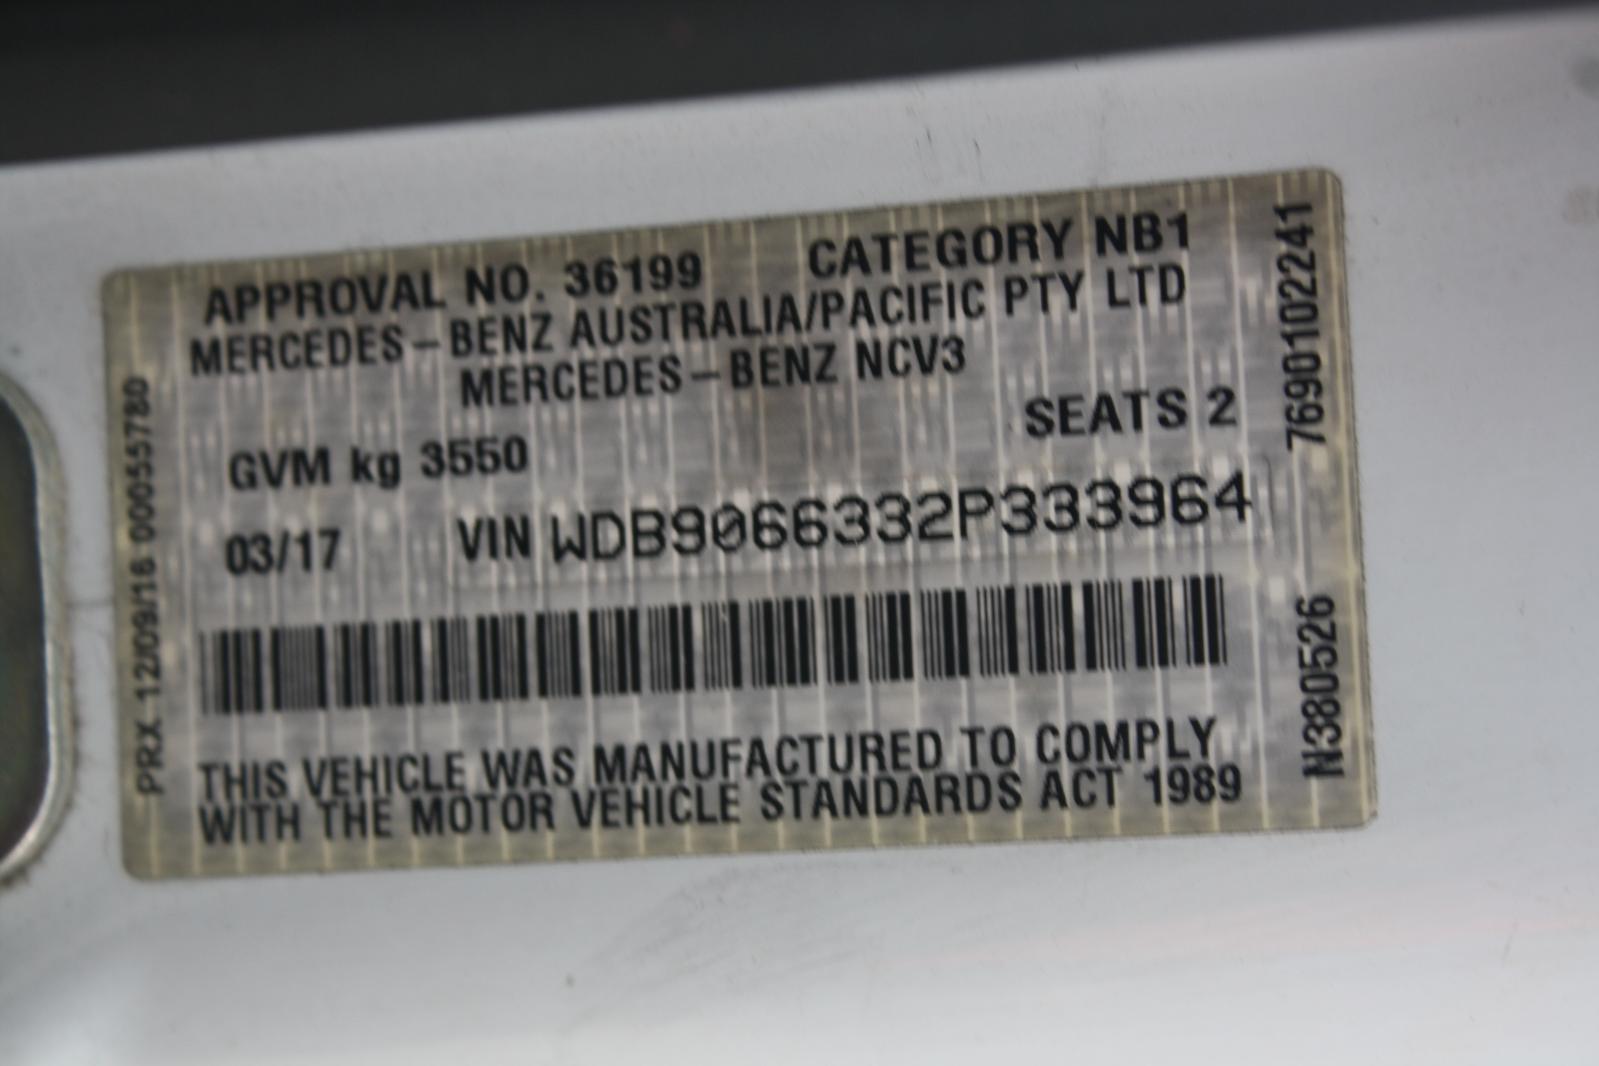 APPROVAL NO. 36199 CATEGORY NB1
MERCEDES-BENZ AUSTRALIA/PACIFIC PTY LTD
MERCEDES-BENZ NCV3
SEATS 2
GVM kg 3550
03/17 VIN WDB9066332P333964
THIS VEHICLE WAS MANUFACTURED TO COMPLY
WITH THE MOTOR VEHICLE STANDARDS ACT 1989
PRX 12/09/16 00055780
N380526 7690102241